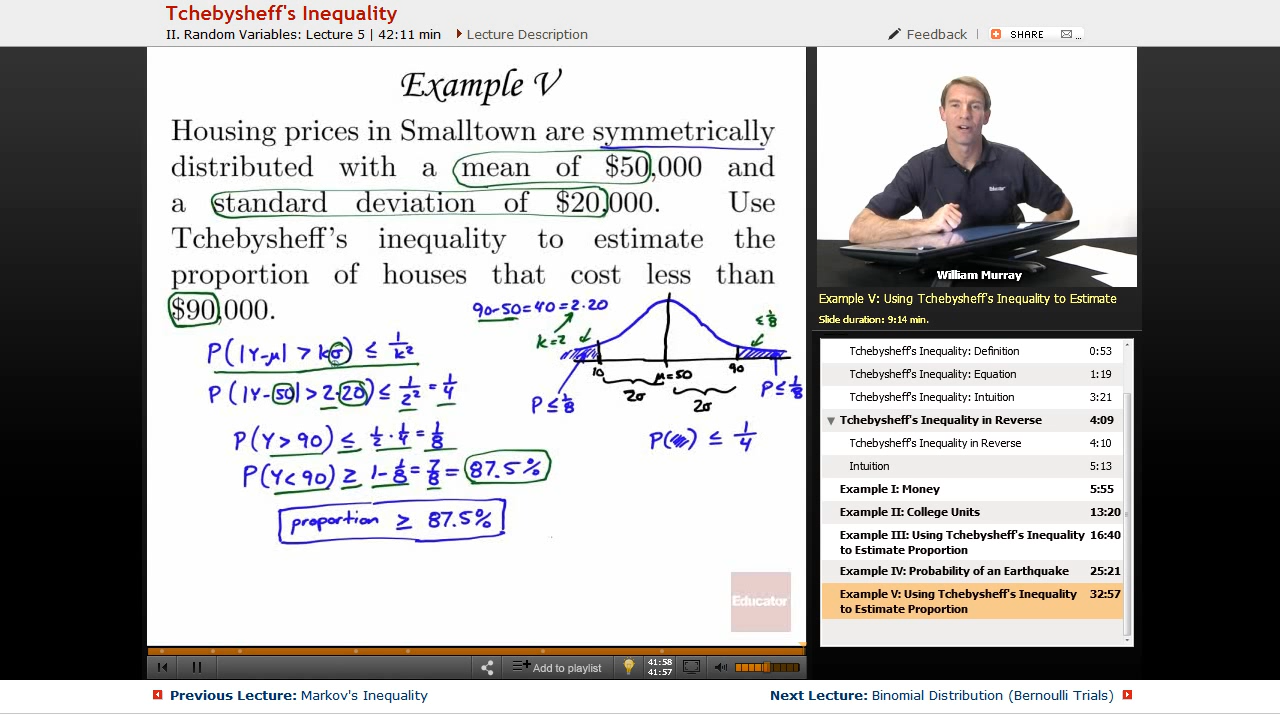 Tchebysheff's Inequality
II. Random Variables: Lecture 5 | 42:11 min
Lecture Description
Feedback
SHARE
Example V
Housing prices in Smalltown are symmetrically
distributed with a mean of $50,000 and
a standard deviation of $20,000. Use
Tchebysheff's inequality to estimate the
proportion of houses that cost less than
$90,000.
90-50=40=2·20
k=2
≤ 1/8
10
μ=50
90
2σ
2σ
P ≤ 1/8
P ≤ 1/8
P( ) ≤ 1/4
P(|Y-μ| > kσ) ≤ 1/k²
P(|Y-50| > 2·20) ≤ 1/2² = 1/4
P(Y > 90) ≤ 1/2 · 1/4 = 1/8
P(Y < 90) ≥ 1 - 1/8 = 7/8 = 87.5%
proportion ≥ 87.5%
Educator
William Murray
Example V: Using Tchebysheff's Inequality to Estimate
Slide duration: 9:14 min.
Tchebysheff's Inequality: Definition 0:53
Tchebysheff's Inequality: Equation 1:19
Tchebysheff's Inequality: Intuition 3:21
Tchebysheff's Inequality in Reverse 4:09
Tchebysheff's Inequality in Reverse 4:10
Intuition 5:13
Example I: Money 5:55
Example II: College Units 13:20
Example III: Using Tchebysheff's Inequality 16:40
to Estimate Proportion
Example IV: Probability of an Earthquake 25:21
Example V: Using Tchebysheff's Inequality 32:57
to Estimate Proportion
Add to playlist
41:58
41:57
Previous Lecture: Markov's Inequality
Next Lecture: Binomial Distribution (Bernoulli Trials)